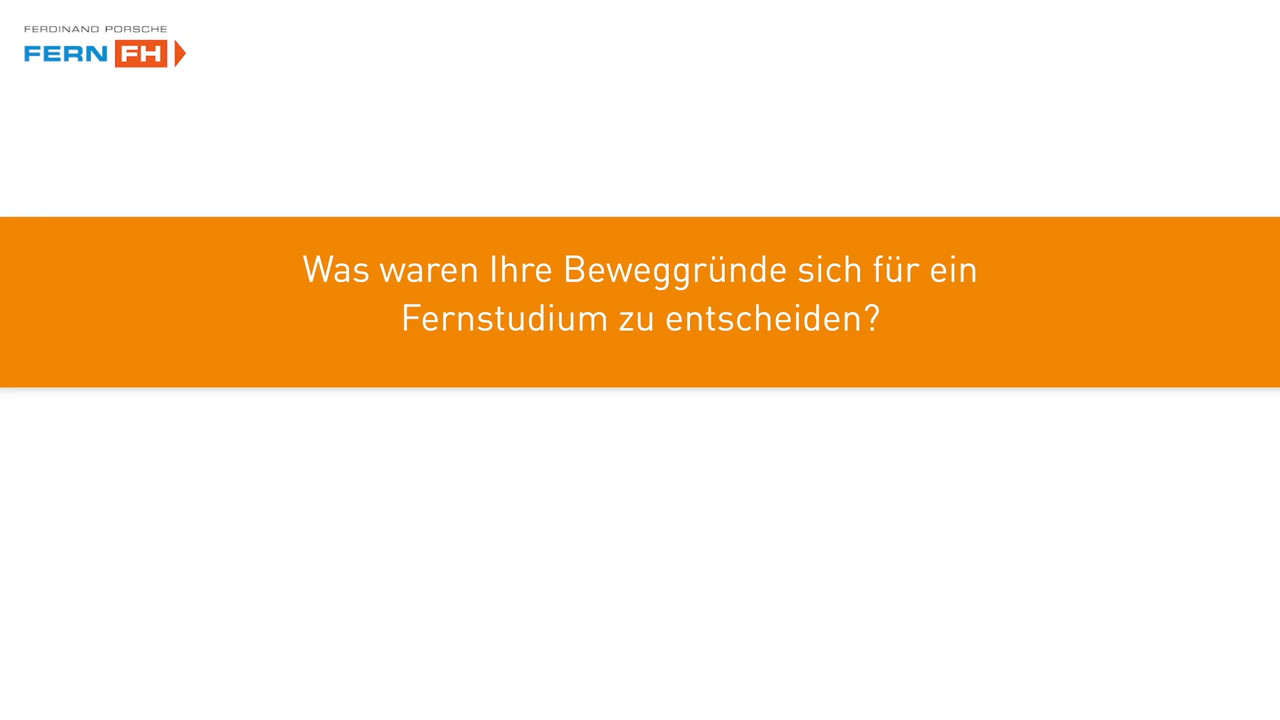 FERDINAND PORSCHE
FERN FH
Was waren Ihre Beweggründe sich für ein
Fernstudium zu entscheiden?